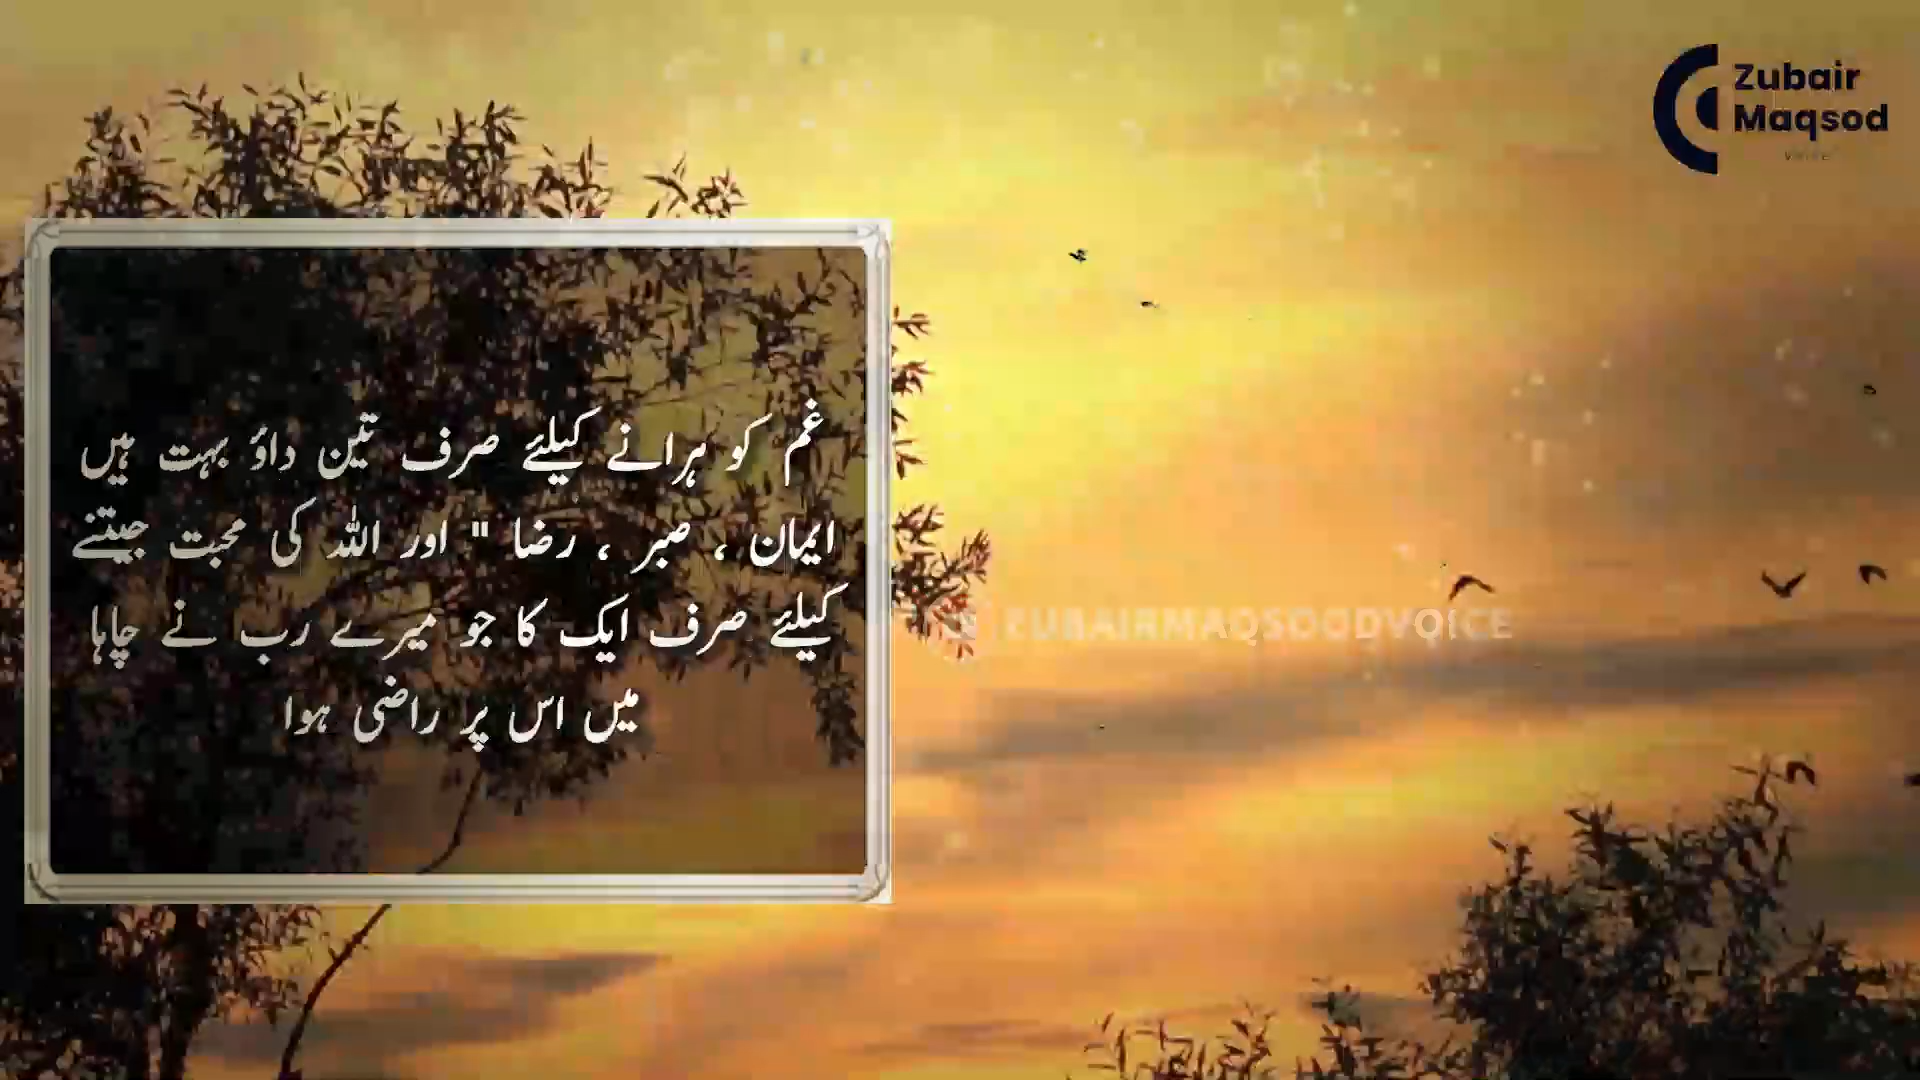 Zubair
Maqsod
VOICE
غم کو ہرانے کیلئے صرف تین داؤ بہت ہیں
ایمان ، صبر ، رضا " اور اللہ کی محبت جیتنے
کیلئے صرف ایک کا جو میرے رب نے چاہا
میں اس پر راضی ہوا
ZUBAIRMAQSOODVOICE